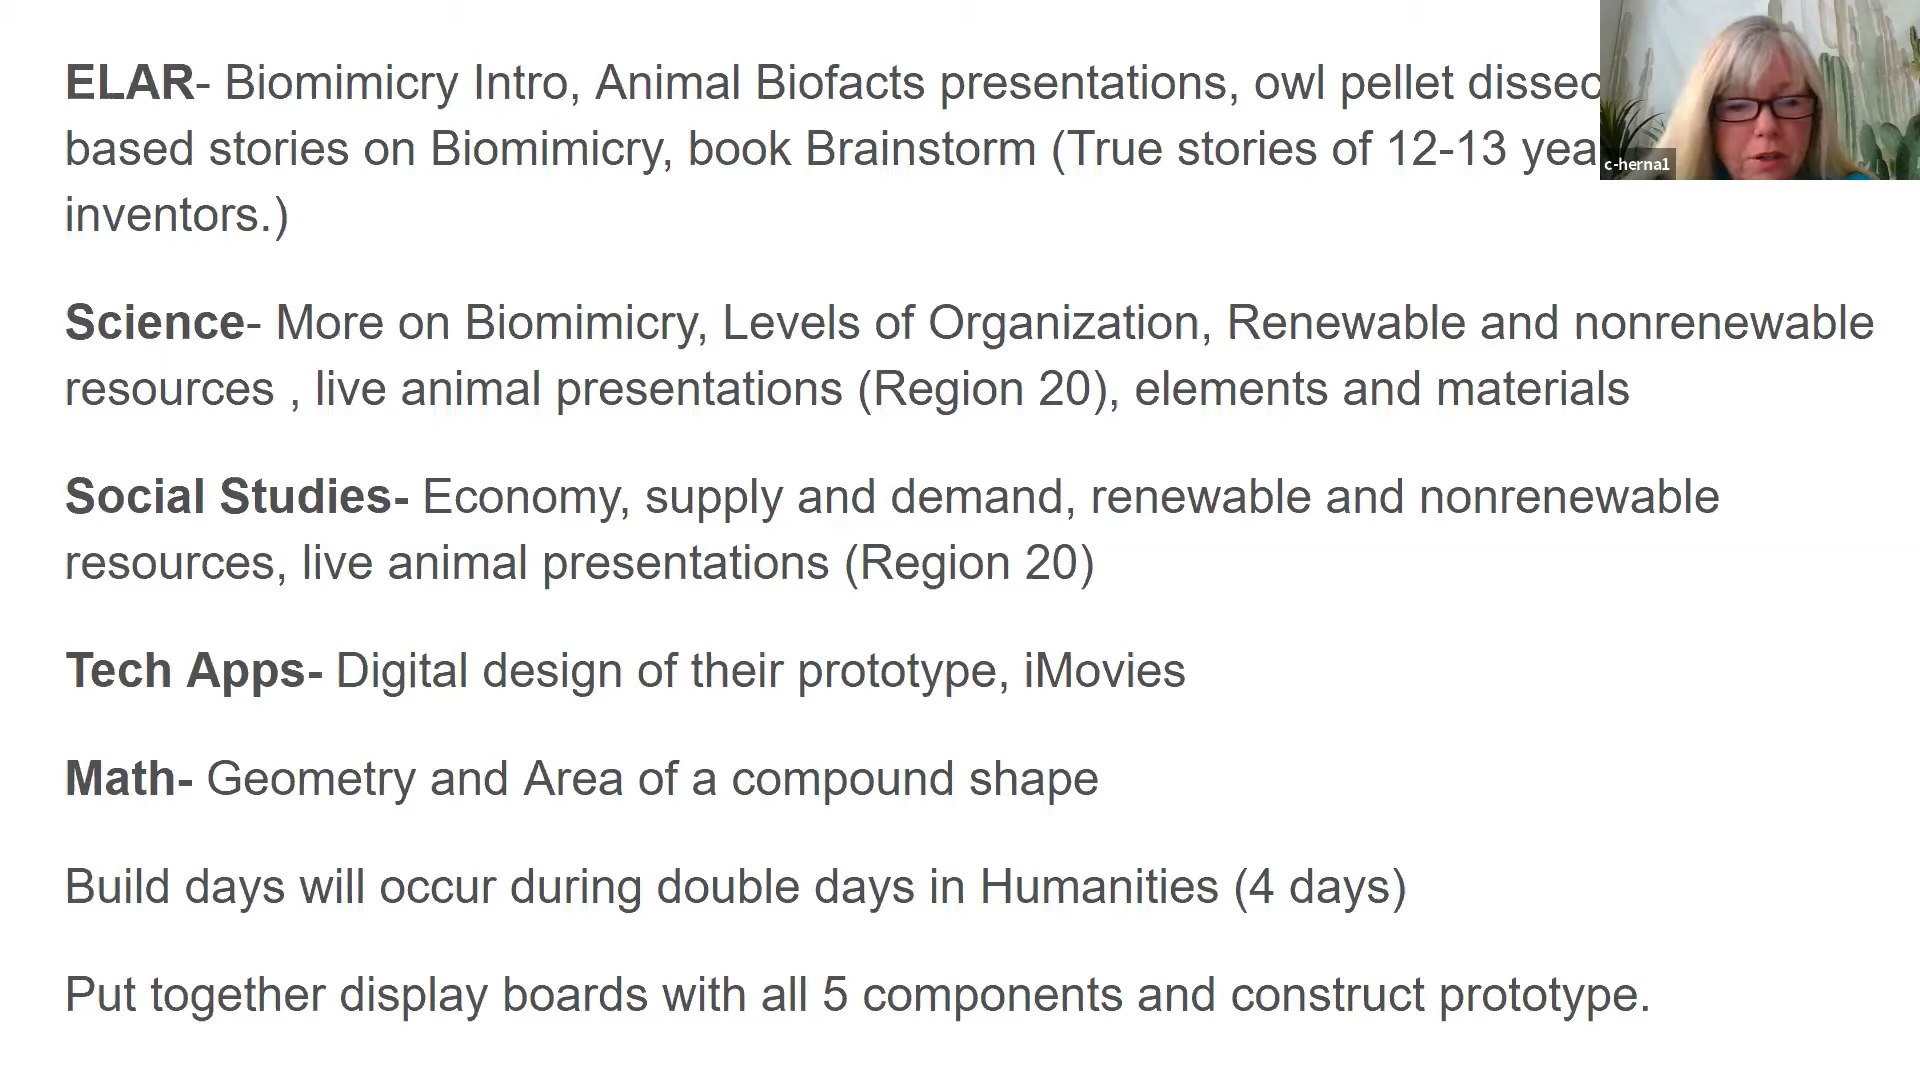 ELAR- Biomimicry Intro, Animal Biofacts presentations, owl pellet
based stories on Biomimicry, book Brainstorm (True stories of 12-13
inventors.)
Science- More on Biomimicry, Levels of Organization, Renewable and nonrenewable
resources , live animal presentations (Region 20), elements and materials
Social Studies- Economy, supply and demand, renewable and nonrenewable
resources, live animal presentations (Region 20)
Tech Apps- Digital design of their prototype, iMovies
Math- Geometry and Area of a compound shape
Build days will occur during double days in Humanities (4 days)
Put together display boards with all 5 components and construct prototype.
c-herna1